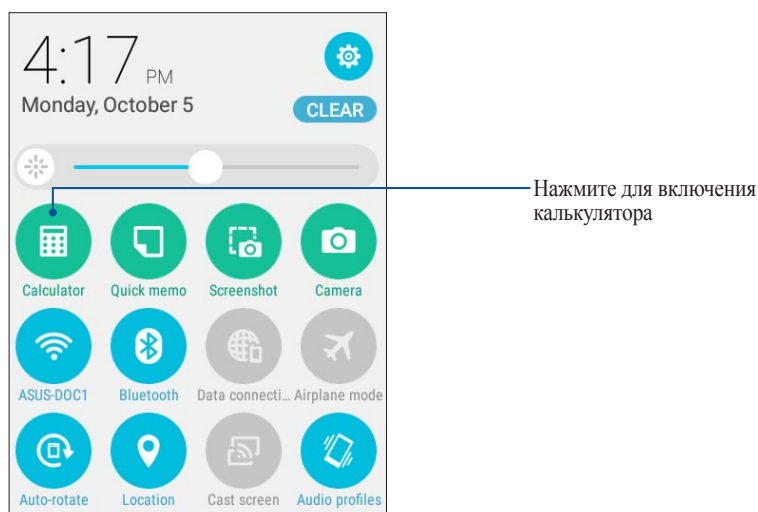 4:17 PM
Monday, October 5
CLEAR
Нажмите для включения
калькулятора
Calculator
Quick memo
Screenshot
Camera
ASUS-DOC1
Bluetooth
Data connecti...
Airplane mode
Auto-rotate
Location
Cast screen
Audio profiles